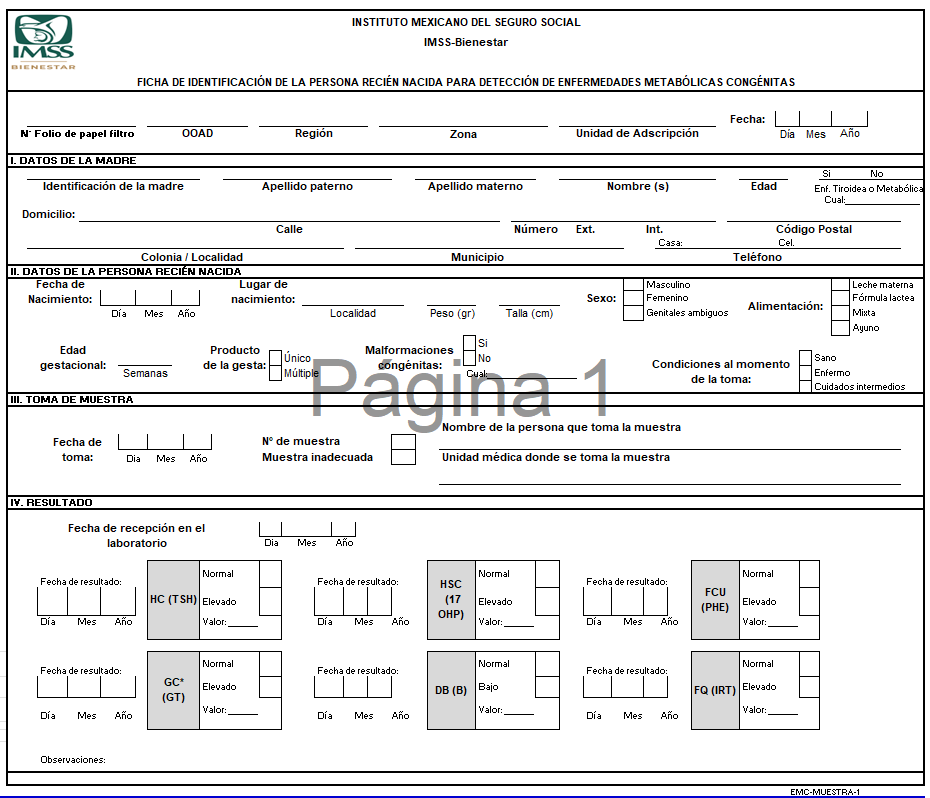 INSTITUTO MEXICANO DEL SEGURO SOCIAL
IMSS-Bienestar
IMSS
BIENESTAR
FICHA DE IDENTIFICACIÓN DE LA PERSONA RECIÉN NACIDA PARA DETECCIÓN DE ENFERMEDADES METABÓLICAS CONGÉNITAS
Fecha:
N° Folio de papel filtro OOAD Región Zona Unidad de Adscripción Día Mes Año
I. DATOS DE LA MADRE
Si No
Identificación de la madre Apellido paterno Apellido materno Nombre (s) Edad Enf. Tiroidea o Metabólica
Cual:
Domicilio:
Calle Número Ext. Int. Código Postal
Casa: Cel.
Colonia / Localidad Municipio Teléfono
II. DATOS DE LA PERSONA RECIÉN NACIDA
Fecha de Nacimiento:
Día Mes Año
Lugar de nacimiento:
Localidad Peso (gr) Talla (cm)
Sexo:
Masculino
Femenino
Genitales ambiguos
Alimentación:
Leche materna
Fórmula lactea
Mixta
Ayuno
Edad gestacional:
Semanas
Producto de la gesta:
Único
Múltiple
Malformaciones congénitas:
Si
No
Cual:
Condiciones al momento de la toma:
Sano
Enfermo
Cuidados intermedios
Página 1
III. TOMA DE MUESTRA
Fecha de toma:
Dia Mes Año
N° de muestra
Muestra inadecuada
Nombre de la persona que toma la muestra
Unidad médica donde se toma la muestra
IV. RESULTADO
Fecha de recepción en el laboratorio
Dia Mes Año
Fecha de resultado:
Día Mes Año
HC (TSH)
Normal
Elevado
Valor:
Fecha de resultado:
Día Mes Año
HSC (17 OHP)
Normal
Elevado
Valor:
Fecha de resultado:
Día Mes Año
FCU (PHE)
Normal
Elevado
Valor:
Fecha de resultado:
Día Mes Año
GC* (GT)
Normal
Elevado
Valor:
Fecha de resultado:
Día Mes Año
DB (B)
Normal
Bajo
Valor:
Fecha de resultado:
Día Mes Año
FQ (IRT)
Normal
Elevado
Valor:
Observaciones:
EMC-MUESTRA-1